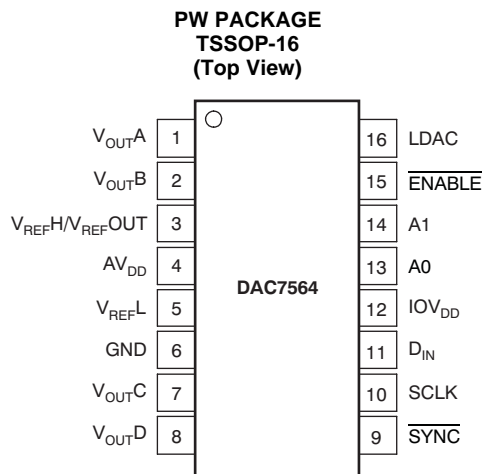 PW PACKAGE
TSSOP-16
(Top View)
V_OUTA 1
V_OUTB 2
V_REFH/V_REFOUT 3
AV_DD 4
V_REFL 5
GND 6
V_OUTC 7
V_OUTD 8
DAC7564
16 LDAC
15 ENABLE
14 A1
13 A0
12 IOV_DD
11 D_IN
10 SCLK
9 SYNC